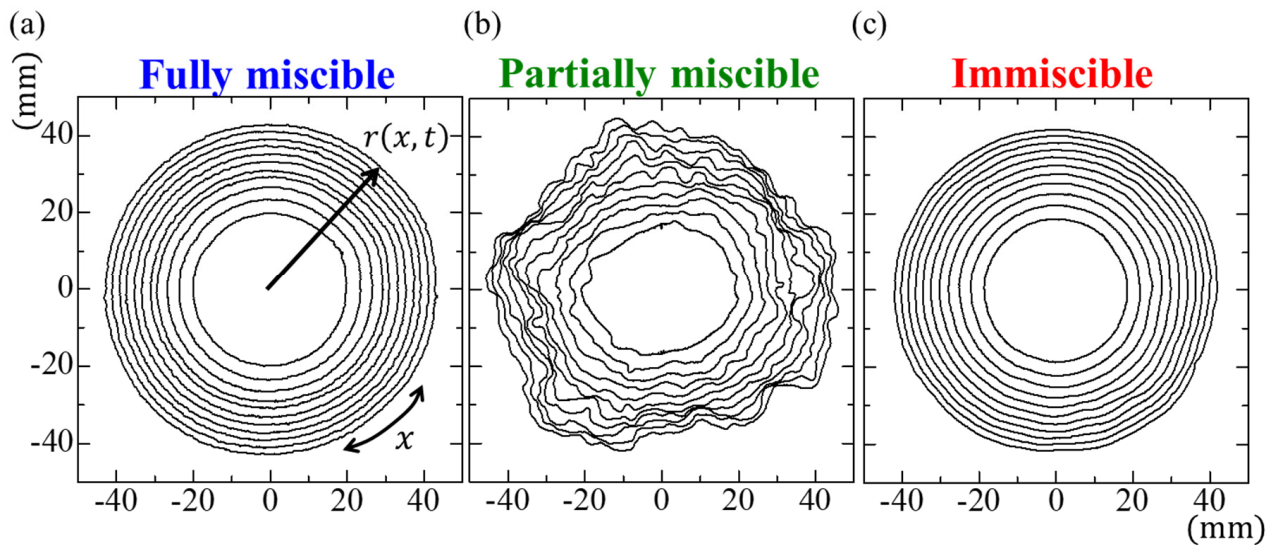 (a) (b) (c)
Fully miscible Partially miscible Immiscible
(mm)
40
20
0
-20
-40
r(x, t)
x
-40 -20 0 20 40 -40 -20 0 20 40 -40 -20 0 20 40
(mm)